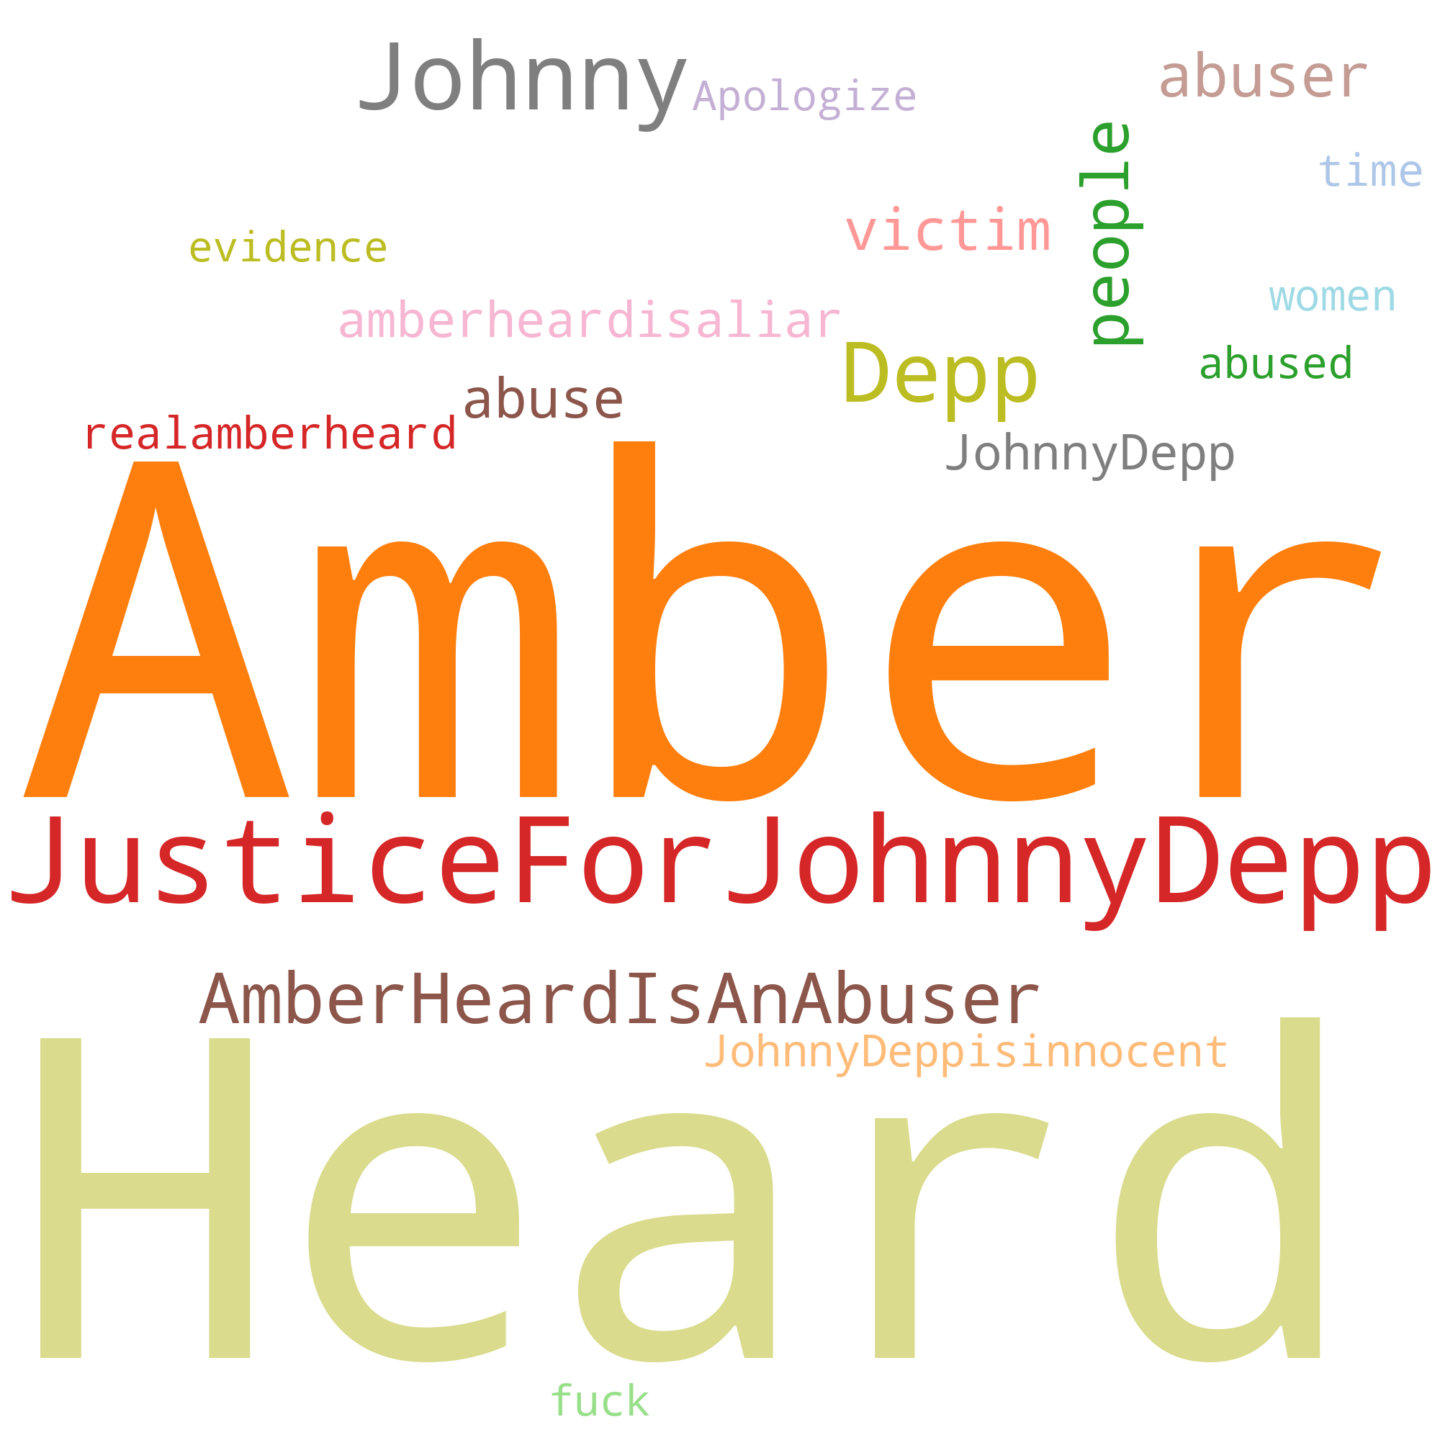 Johnny
Apologize
abuser
people
time
victim
evidence
women
amberheardisaliar
Depp
abused
abuse
realamberheard
JohnnyDepp
Amber
JusticeForJohnnyDepp
AmberHeardIsAnAbuser
JohnnyDeppisinnocent
Heard
fuck